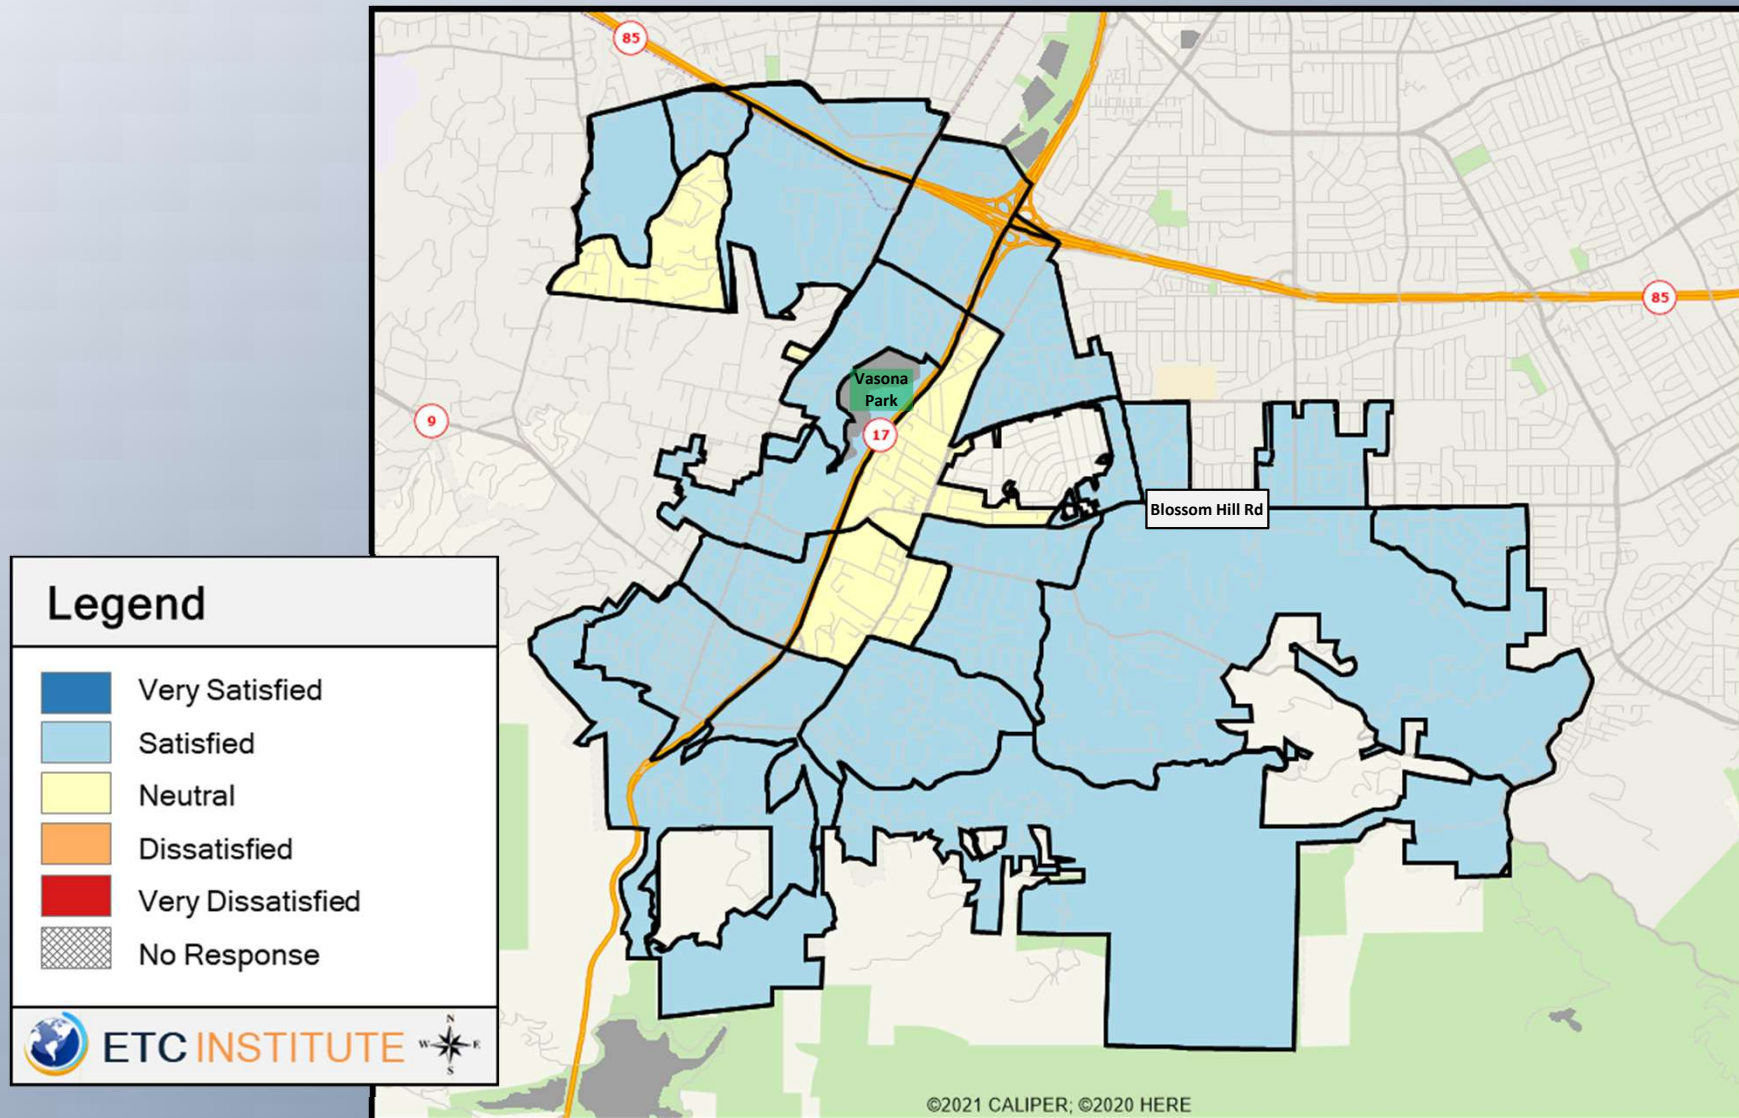 85
85
9
Vasona
Park
17
Blossom Hill Rd
Legend
Very Satisfied
Satisfied
Neutral
Dissatisfied
Very Dissatisfied
No Response
ETC INSTITUTE
N
W E
S
©2021 CALIPER; ©2020 HERE